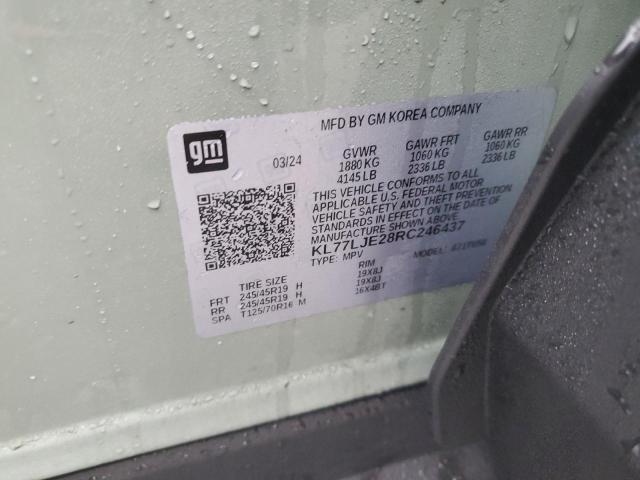 MFD BY GM KOREA COMPANY
gm
03/24 GVWR GAWR FRT GAWR RR
1880 KG 1060 KG 1060 KG
4145 LB 2336 LB 2336 LB
THIS VEHICLE CONFORMS TO ALL
APPLICABLE U.S. FEDERAL MOTOR
VEHICLE SAFETY AND THEFT PREVENTION
STANDARDS IN EFFECT ON THE DATE OF
MANUFACTURE SHOWN ABOVE.
KL77LJE28RC246437
TYPE: MPV MODEL:
TIRE SIZE RIM
FRT 245/45R19 H 19X8J
RR 245/45R19 H 19X8J
SPA T125/70R16 M 16X4BT